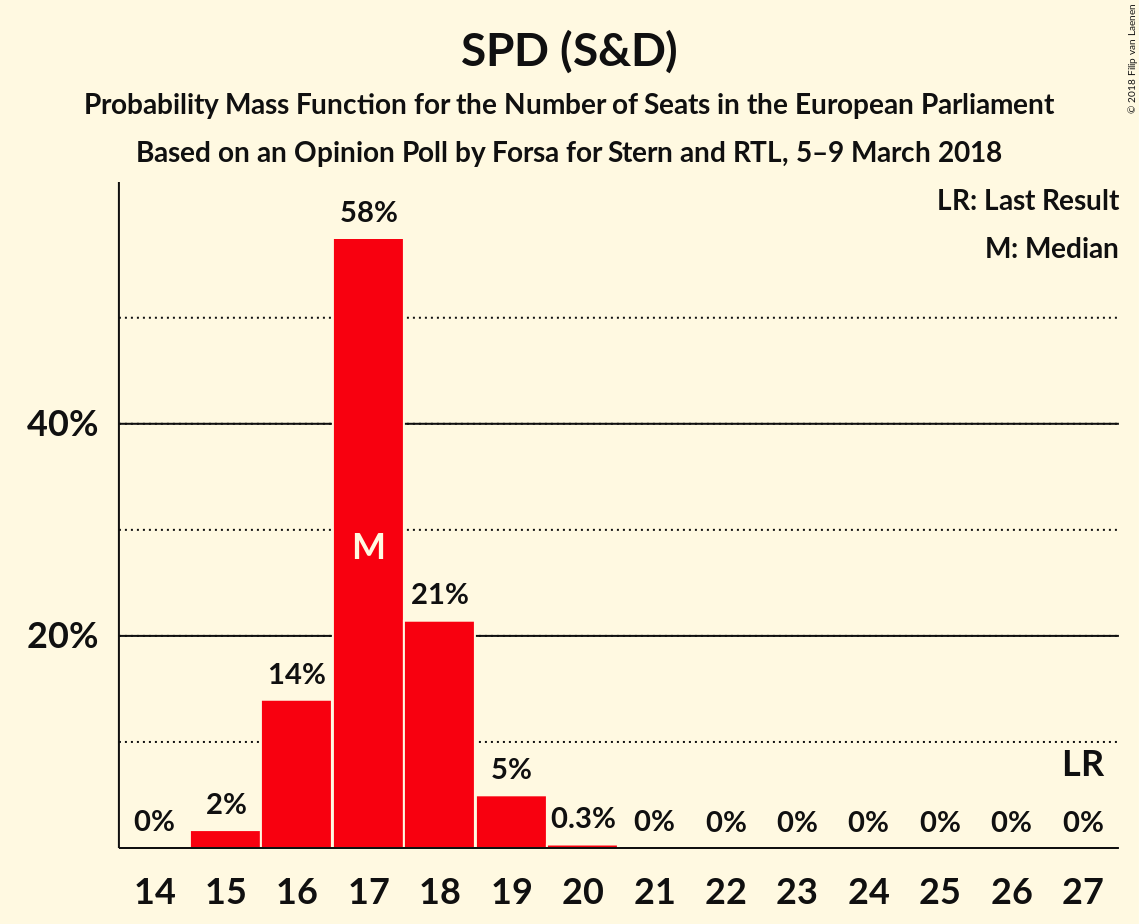 SPD (S&D)
Probability Mass Function for the Number of Seats in the European Parliament
Based on an Opinion Poll by Forsa for Stern and RTL, 5–9 March 2018
© 2018 Filip van Laenen
LR: Last Result
M: Median
58%
40%
M
21%
20%
14%
LR
5%
0% 2% 0.3% 0% 0% 0% 0% 0% 0% 0%
14 15 16 17 18 19 20 21 22 23 24 25 26 27